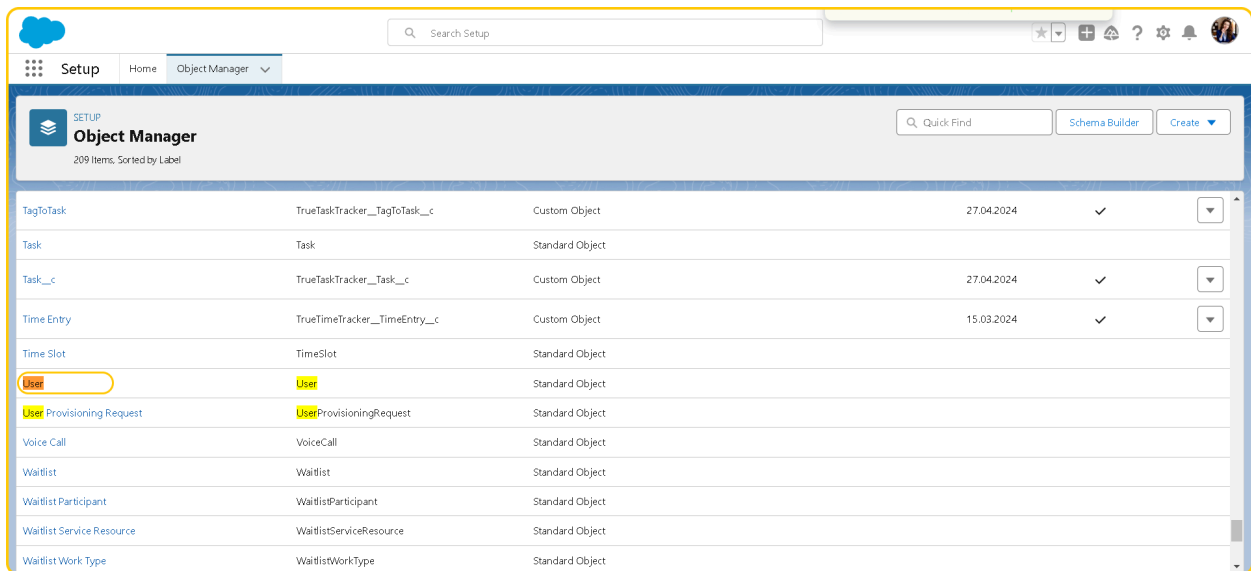 Search Setup
Setup Home Object Manager
SETUP
Object Manager
209 Items, Sorted by Label
Quick Find
Schema Builder
Create
TagToTask TrueTaskTracker__TagToTask__c Custom Object 27.04.2024
Task Task Standard Object
Task__c TrueTaskTracker__Task__c Custom Object 27.04.2024
Time Entry TrueTimeTracker__TimeEntry__c Custom Object 15.03.2024
Time Slot TimeSlot Standard Object
User User Standard Object
User Provisioning Request UserProvisioningRequest Standard Object
Voice Call VoiceCall Standard Object
Waitlist Waitlist Standard Object
Waitlist Participant WaitlistParticipant Standard Object
Waitlist Service Resource WaitlistServiceResource Standard Object
Waitlist Work Type WaitlistWorkType Standard Object